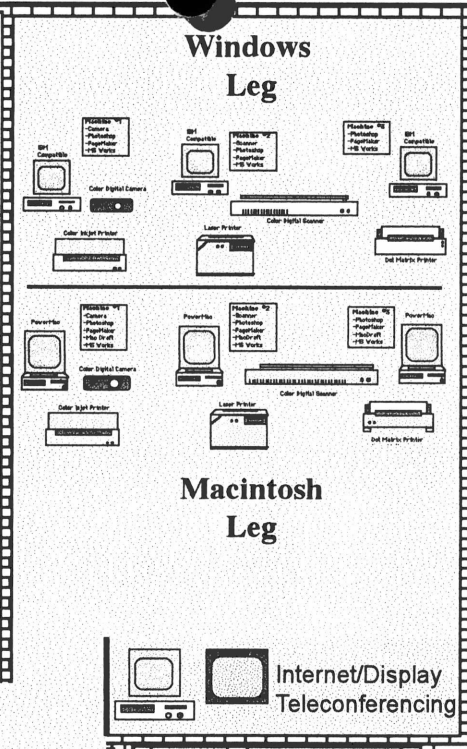 Windows
Leg
Machine #1
-Camera
-Photoshop
-PageMaker
-MS Works
IBM
Compatible
Color Digital Camera
Color Inkjet Printer
IBM
Compatible
Machine #2
-Scanner
-Photoshop
-PageMaker
-MS Works
Color Digital Scanner
Laser Printer
Machine #3
-Photoshop
-PageMaker
-MS Works
IBM
Compatible
Dot Matrix Printer
PowerMac
Machine #1
-Camera
-Photoshop
-PageMaker
-Mac Draft
-MS Works
Color Digital Camera
Color Inkjet Printer
PowerMac
Machine #2
-Scanner
-Photoshop
-PageMaker
-MacDraft
-MS Works
Color Digital Scanner
Laser Printer
Machine #3
-Photoshop
-PageMaker
-MacDraft
-MS Works
PowerMac
Dot Matrix Printer
Macintosh
Leg
Internet/Display
Teleconferencing